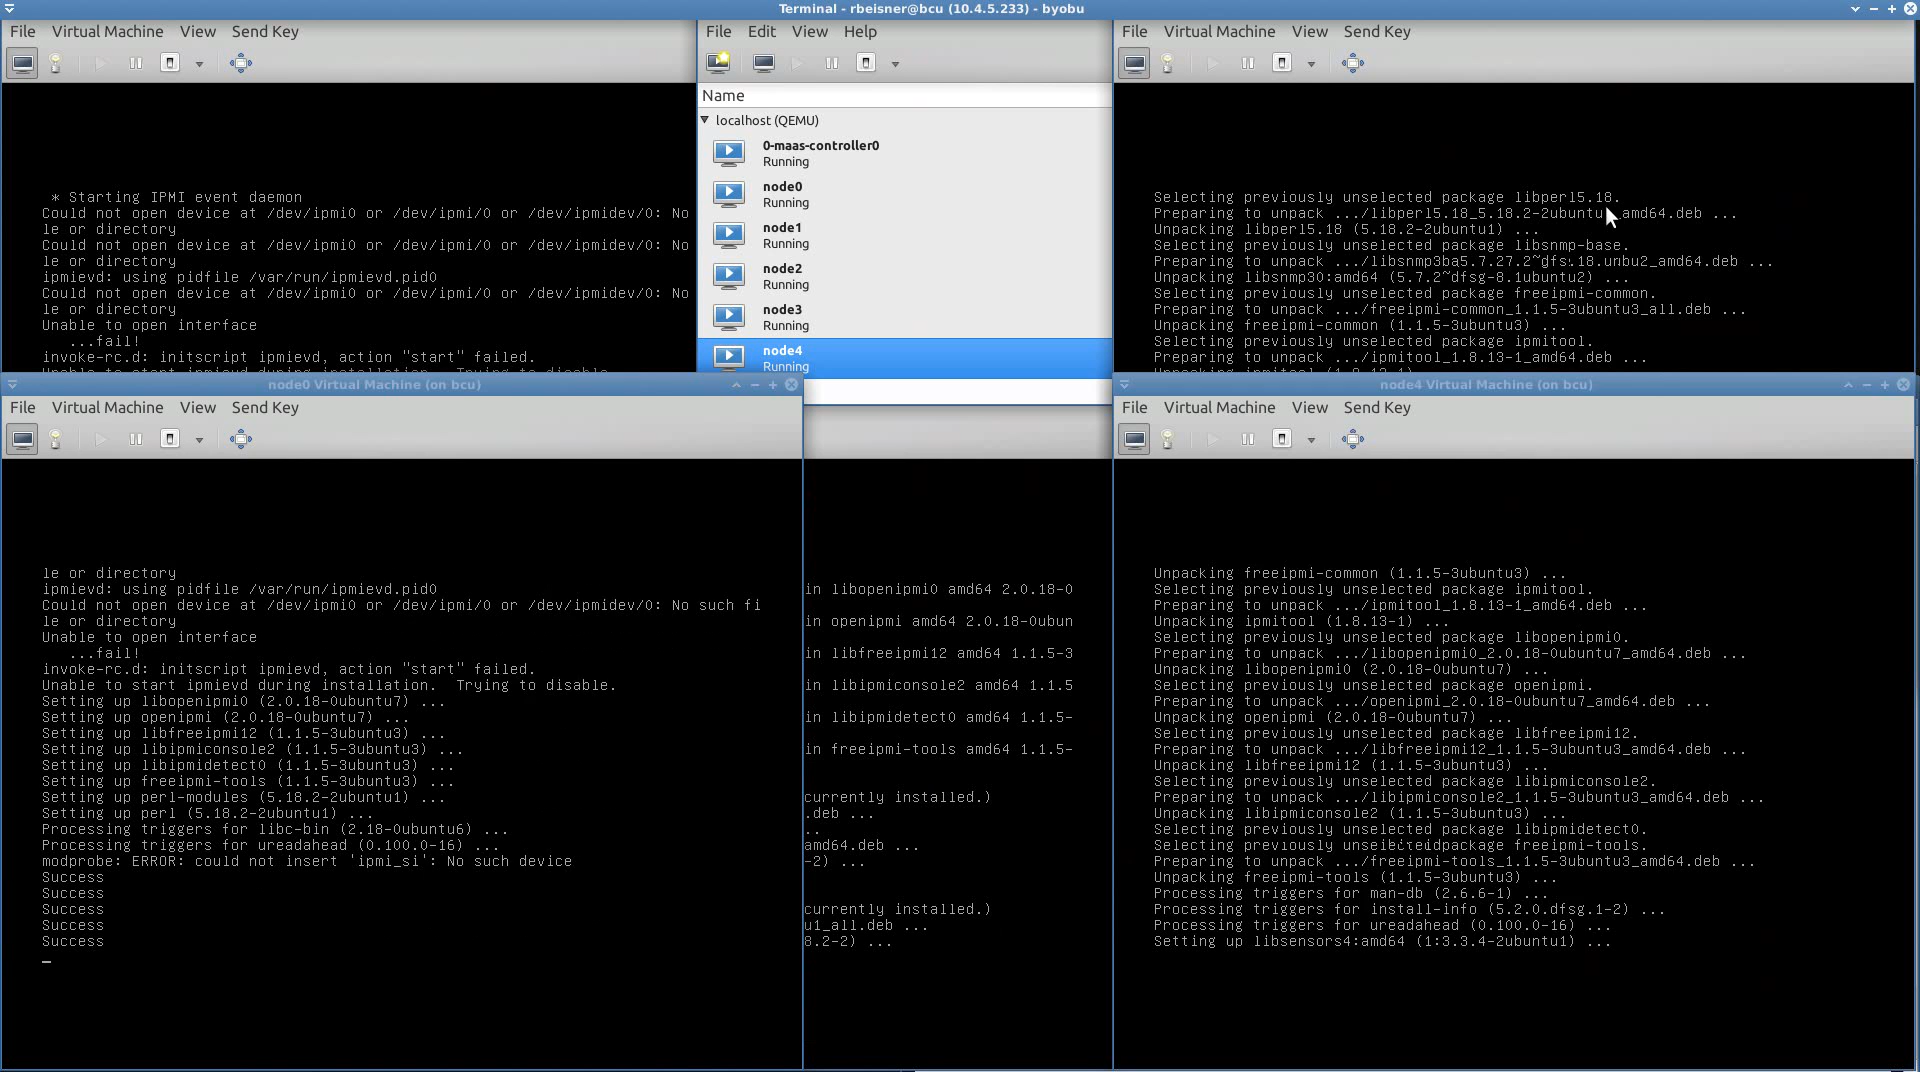 Terminal - rbeisner@bcu (10.4.5.233) - byobu
File Virtual Machine View Send Key
* Starting IPMI event daemon
Could not open device at /dev/ipmi0 or /dev/ipmi/0 or /dev/ipmidev/0: No
le or directory
Could not open device at /dev/ipmi0 or /dev/ipmi/0 or /dev/ipmidev/0: No
le or directory
ipmievd: using pidfile /var/run/ipmievd.pid0
Could not open device at /dev/ipmi0 or /dev/ipmi/0 or /dev/ipmidev/0: No
le or directory
Unable to open interface
...fail!
invoke-rc.d: initscript ipmievd, action "start" failed.
File Edit View Help
Name
localhost (QEMU)
0-maas-controller0
Running
node0
Running
node1
Running
node2
Running
node3
Running
node4
Running
File Virtual Machine View Send Key
Selecting previously unselected package libperl5.18.
Preparing to unpack .../libperl5.18_5.18.2-2ubuntu _amd64.deb ...
Unpacking libperl5.18 (5.18.2-2ubuntu1) ...
Selecting previously unselected package libsnmp-base.
Preparing to unpack
Unpacking libsnmp30:amd64 (5.7.2~dfsg-8.1ubuntu2) ...
Selecting previously unselected package freeipmi-common.
Preparing to unpack .../freeipmi-common_1.1.5-3ubuntu3_all.deb ...
Unpacking freeipmi-common (1.1.5-3ubuntu3) ...
Selecting previously unselected package ipmitool.
Preparing to unpack .../ipmitool_1.8.13-1_amd64.deb ...
node0 Virtual Machine (on bcu)
File Virtual Machine View Send Key
le or directory
ipmievd: using pidfile /var/run/ipmievd.pid0
Could not open device at /dev/ipmi0 or /dev/ipmi/0 or /dev/ipmidev/0: No such fi
le or directory
Unable to open interface
...fail!
invoke-rc.d: initscript ipmievd, action "start" failed.
Unable to start ipmievd during installation.  Trying to disable.
Setting up libopenipmi0 (2.0.18-0ubuntu7) ...
Setting up openipmi (2.0.18-0ubuntu7) ...
Setting up libfreeipmi12 (1.1.5-3ubuntu3) ...
Setting up libipmiconsole2 (1.1.5-3ubuntu3) ...
Setting up libipmidetect0 (1.1.5-3ubuntu3) ...
Setting up freeipmi-tools (1.1.5-3ubuntu3) ...
Setting up perl-modules (5.18.2-2ubuntu1) ...
Setting up perl (5.18.2-2ubuntu1) ...
Processing triggers for libc-bin (2.18-0ubuntu6) ...
Processing triggers for ureadahead (0.100.0-16) ...
modprobe: ERROR: could not insert 'ipmi_si': No such device
Success
Success
Success
Success
Success
_
in libopenipmi0 amd64 2.0.18-0
in openipmi amd64 2.0.18-0ubun
in libfreeipmi12 amd64 1.1.5-3
in libipmiconsole2 amd64 1.1.5
in libipmidetect0 amd64 1.1.5-
in freeipmi-tools amd64 1.1.5-
currently installed.)
.deb ...
..
amd64.deb ...
-2) ...
currently installed.)
u1_all.deb ...
8.2-2) ...
node4 Virtual Machine (on bcu)
File Virtual Machine View Send Key
Unpacking freeipmi-common (1.1.5-3ubuntu3) ...
Selecting previously unselected package ipmitool.
Preparing to unpack .../ipmitool_1.8.13-1_amd64.deb ...
Unpacking ipmitool (1.8.13-1) ...
Selecting previously unselected package libopenipmi0.
Preparing to unpack .../libopenipmi0_2.0.18-0ubuntu7_amd64.deb ...
Unpacking libopenipmi0 (2.0.18-0ubuntu7) ...
Selecting previously unselected package openipmi.
Preparing to unpack .../openipmi_2.0.18-0ubuntu7_amd64.deb ...
Unpacking openipmi (2.0.18-0ubuntu7) ...
Selecting previously unselected package libfreeipmi12.
Preparing to unpack .../libfreeipmi12_1.1.5-3ubuntu3_amd64.deb ...
Unpacking libfreeipmi12 (1.1.5-3ubuntu3) ...
Selecting previously unselected package libipmiconsole2.
Preparing to unpack .../libipmiconsole2_1.1.5-3ubuntu3_amd64.deb ...
Unpacking libipmiconsole2 (1.1.5-3ubuntu3) ...
Selecting previously unselected package libipmidetect0.
Selecting previously package freeipmi-tools.
Preparing to unpack .../freeipmi-tools_1.1.5-3ubuntu3_amd64.deb ...
Unpacking freeipmi-tools (1.1.5-3ubuntu3) ...
Processing triggers for man-db (2.6.6-1) ...
Processing triggers for install-info (5.2.0.dfsg.1-2) ...
Processing triggers for ureadahead (0.100.0-16) ...
Setting up libsensors4:amd64 (1:3.3.4-2ubuntu1) ...